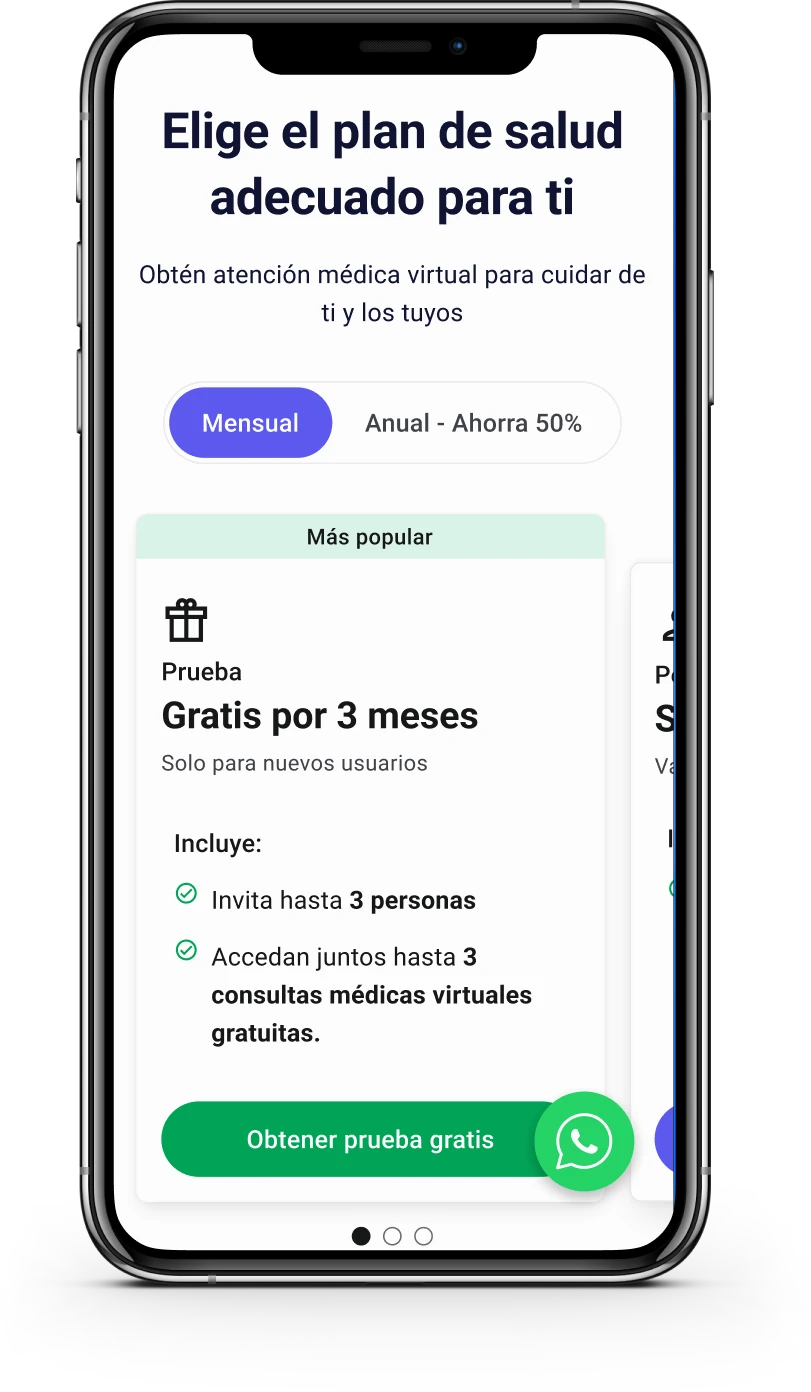 Elige el plan de salud
adecuado para ti
Obtén atención médica virtual para cuidar de
ti y los tuyos
Mensual
Anual - Ahorra 50%
Más popular
Prueba
Gratis por 3 meses
Solo para nuevos usuarios
Incluye:
Invita hasta 3 personas
Accedan juntos hasta 3
consultas médicas virtuales
gratuitas.
Obtener prueba gratis